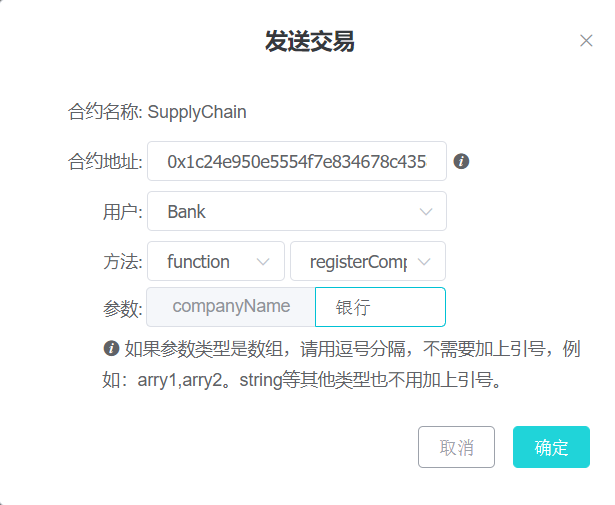 发送交易
合约名称: SupplyChain
合约地址: 0x1c24e950e5554f7e834678c435
用户: Bank
方法: function registerComp
参数: companyName 银行
如果参数类型是数组，请用逗号分隔，不需要加上引号，例
如：arry1,arry2。string等其他类型也不用加上引号。
取消 确定